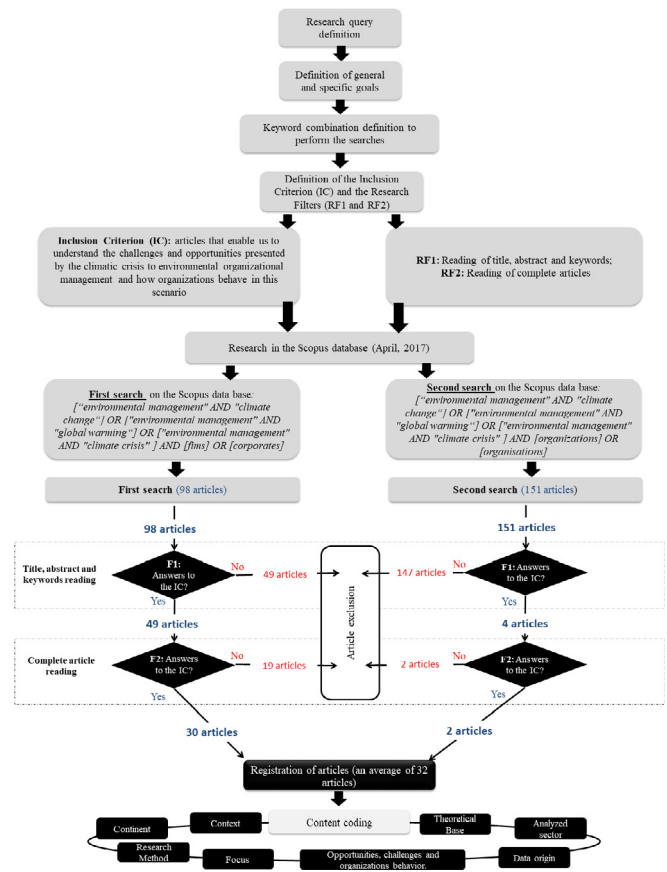 Research query
definition
Definition of general
and specific goals
Keyword combination definition to
perform the searches
Definition of the Inclusion
Criterion (IC) and the Research
Filters (RF1 and RF2)
Inclusion Criterion (IC): articles that enable us to
understand the challenges and opportunities presented
by the climatic crisis to environmental organizational
management and how organizations behave in this
scenario
RF1: Reading of title, abstract and keywords;
RF2: Reading of complete articles
Research in the Scopus database (April, 2017)
First search on the Scopus data base:
["environmental management" AND "climate
change"] OR ["environmental management" AND
"global warming"] OR ["environmental management"
AND "climate crisis" ] AND [fims] OR [corporates]
Second search on the Scopus data base:
["environmental management" AND "climate
change"] OR ["environmental management" AND
"global warming"] OR ["environmental management"
AND "climate crisis" ] AND [organizations] OR
[organisations]
First seacrh (98 articles)
Second search (151 articles)
98 articles
151 articles
Title, abstract and
keywords reading
F1:
Answers to
the IC?
No
49 articles
Article exclusion
147 articles
No
F1: Answers
to the IC?
Yes
Yes
49 articles
4 articles
Complete article
reading
F2: Answers
to the IC?
No
19 articles
2 articles
No
F2: Answers
to the IC?
Yes
Yes
30 articles
2 articles
Registration of articles (an average of 32
articles)
Continent
Context
Content coding
Theoretical
Base
Analyzed
sector
Research
Method
Focus
Opportunities, challenges and
organizations behavior.
Data origin